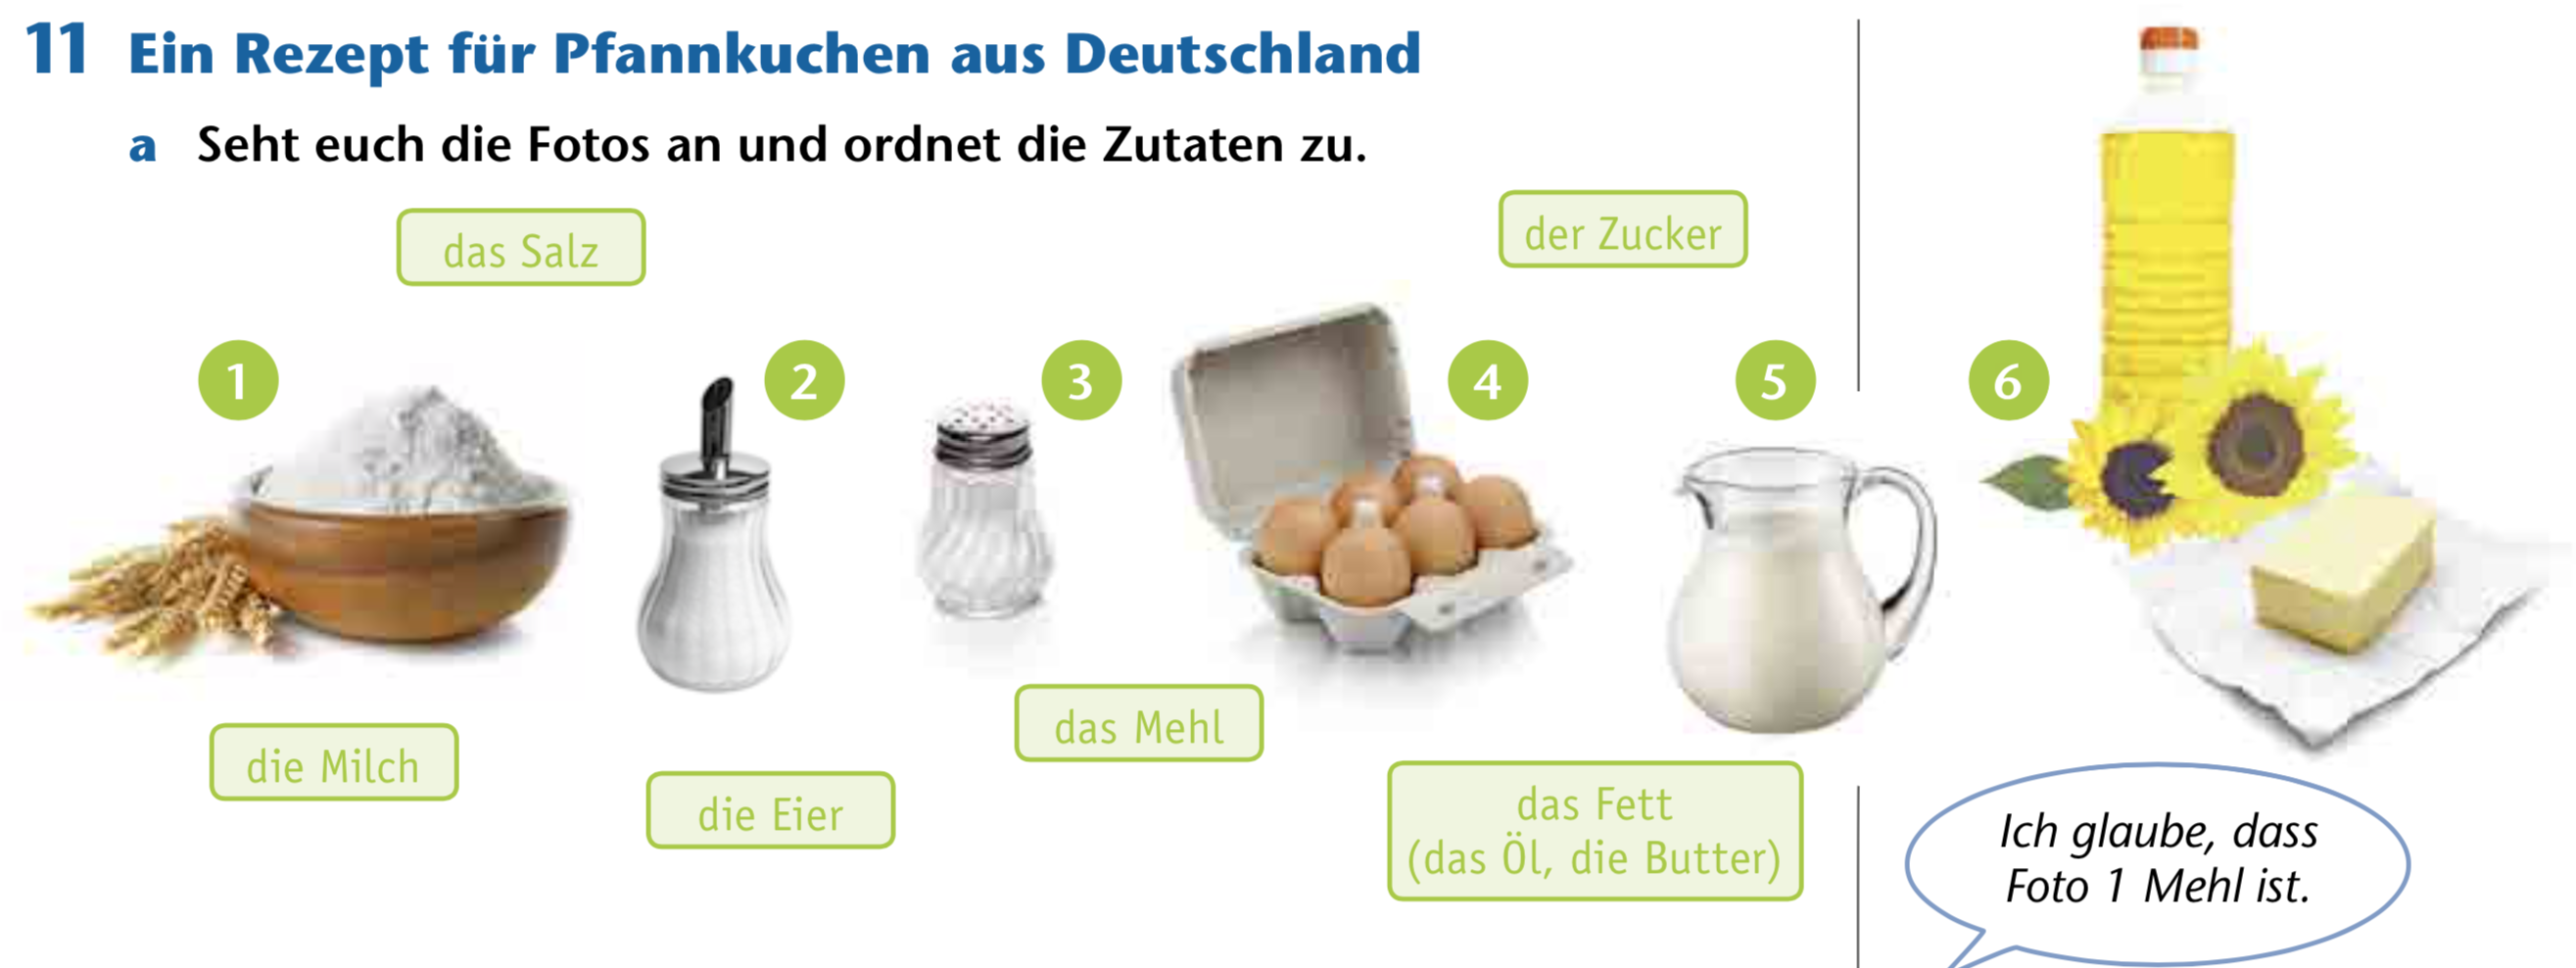 11 Ein Rezept für Pfannkuchen aus Deutschland
a Seht euch die Fotos an und ordnet die Zutaten zu.
das Salz
der Zucker
1
2
3
4
5
6
die Milch
die Eier
das Mehl
das Fett
(das Öl, die Butter)
Ich glaube, dass
Foto 1 Mehl ist.